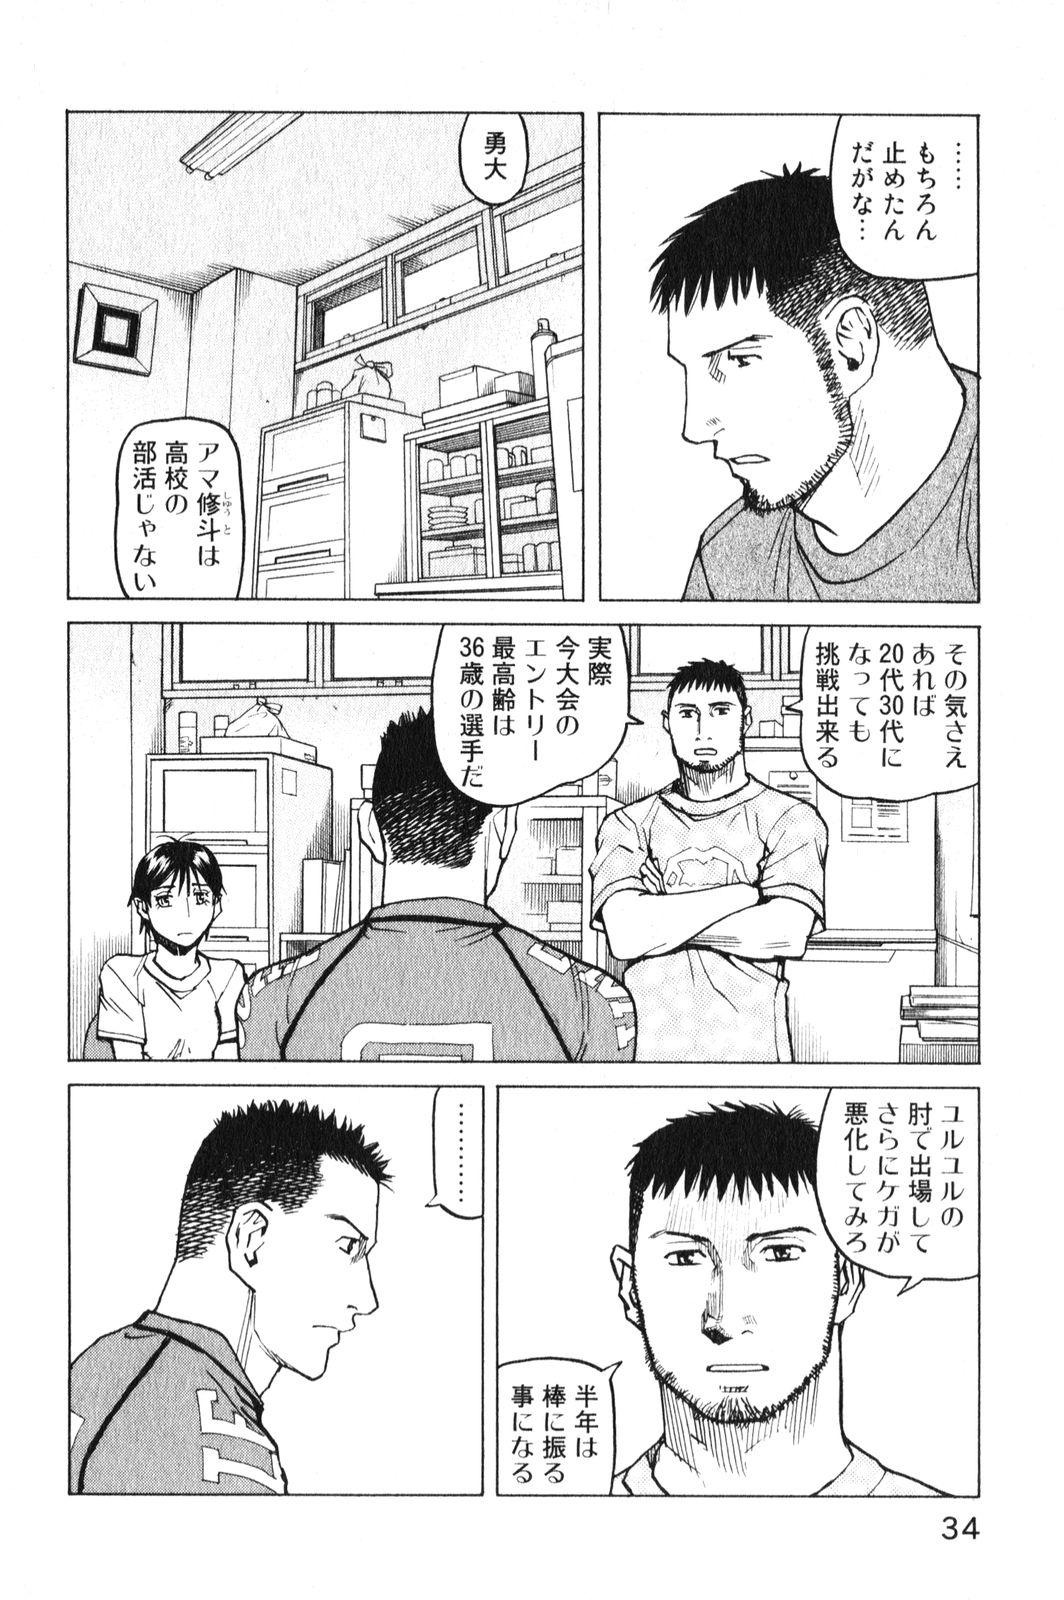 ……
もちろん
止めたん
だがな…
勇大
アマ修斗は
しゅうと
高校の
部活じゃない
その気さえ
あれば
20代30代に
なっても
挑戦出来る
実際
今大会の
エントリー
最高齢は
36歳の選手だ
ユルユルの
肘で出場して
さらにケガが
悪化してみろ
半年は
棒に振る
事になる
………
34